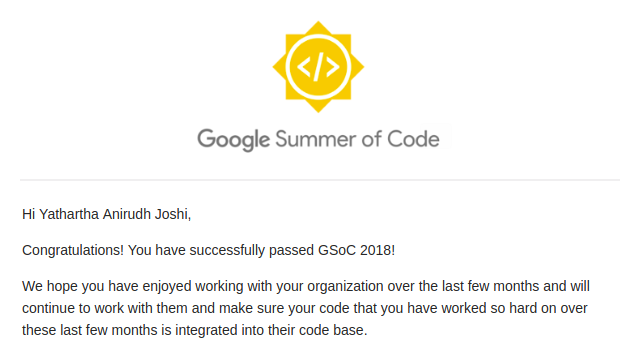 </>
Google Summer of Code
Hi Yathartha Anirudh Joshi,
Congratulations! You have successfully passed GSoC 2018!
We hope you have enjoyed working with your organization over the last few months and will
continue to work with them and make sure your code that you have worked so hard on over
these last few months is integrated into their code base.